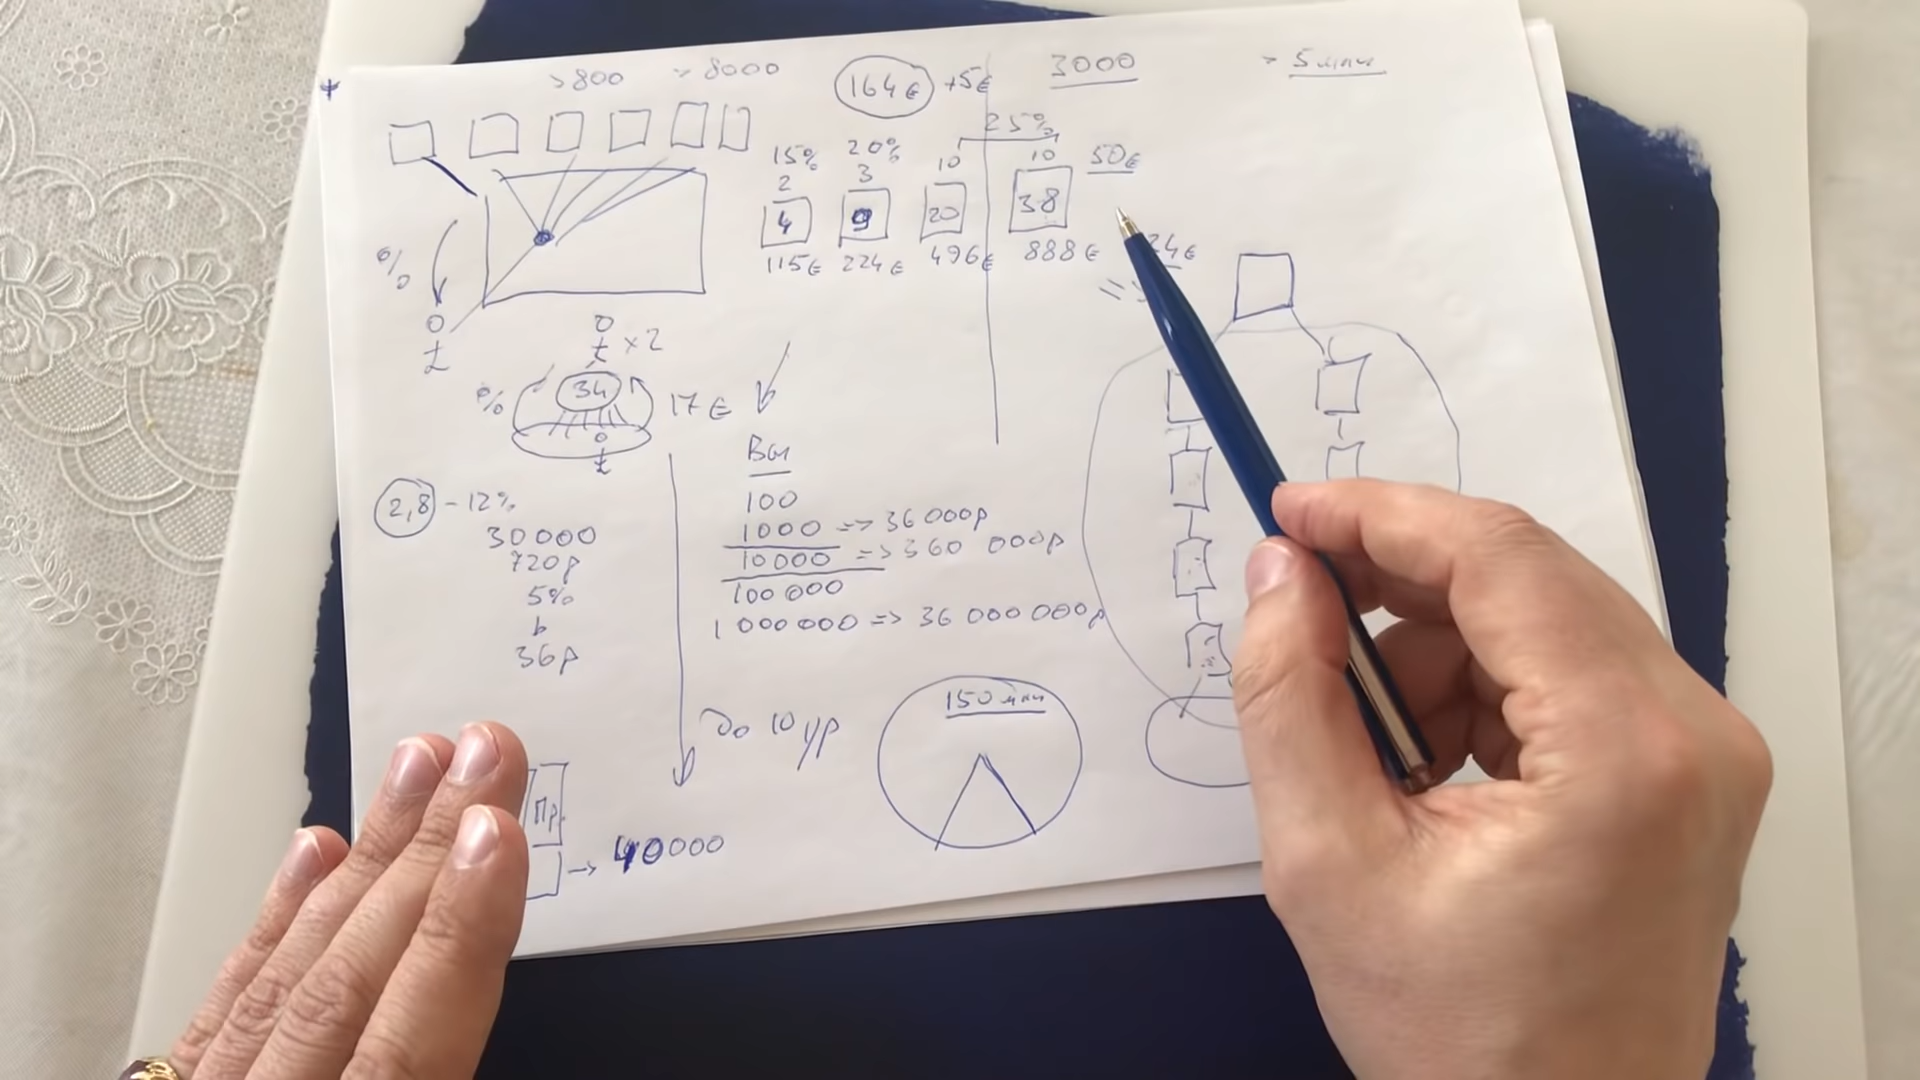 >800 ~ 8000 164€ +5€ 3000 > 5 млн
25%
15% 20% 10 10 50€
2 3
4 9 20 38
115€ 224€ 496€ 888€ 24€
%
x2
34
% 17€
Вы
2,8 - 12%
100
30000
1000 => 36000р
720р
10000 => 360 000р
5%
100 000
1 000 000 => 36 000 000р
36р
150 млн
До 10 ур
Пр.
-> 40000